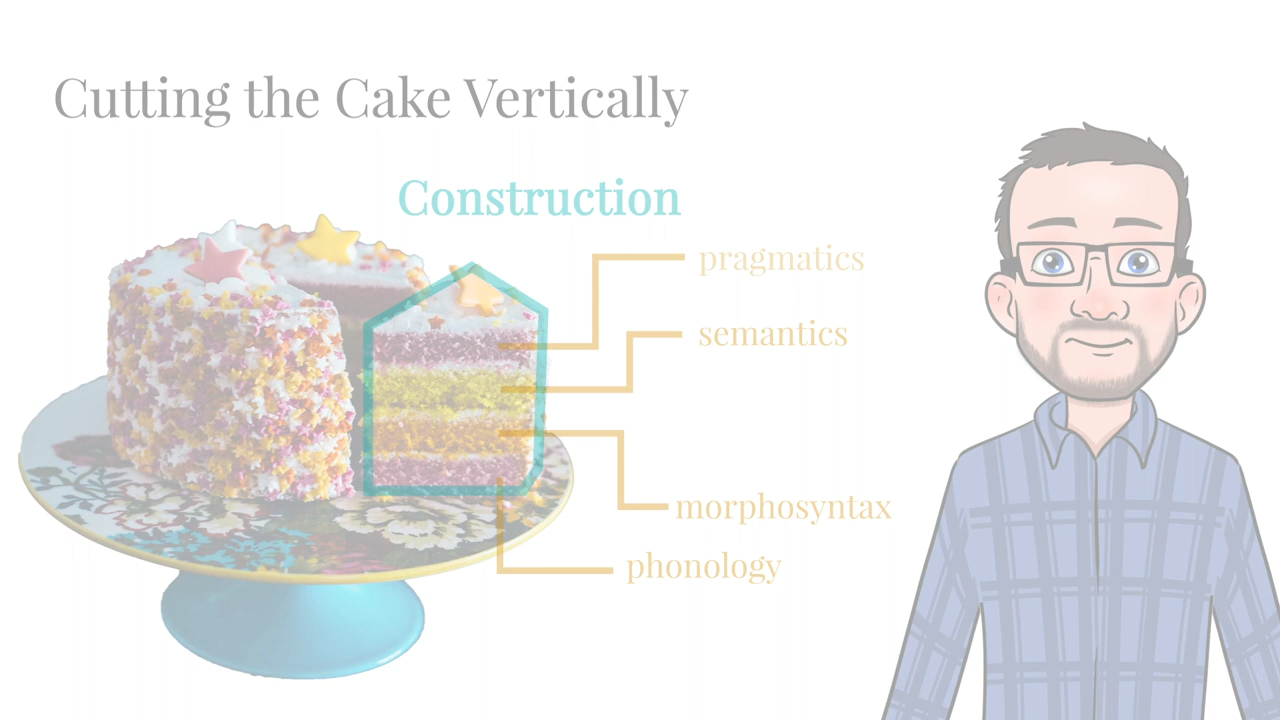 Cutting the Cake Vertically
Construction
pragmatics
semantics
morphosyntax
phonology